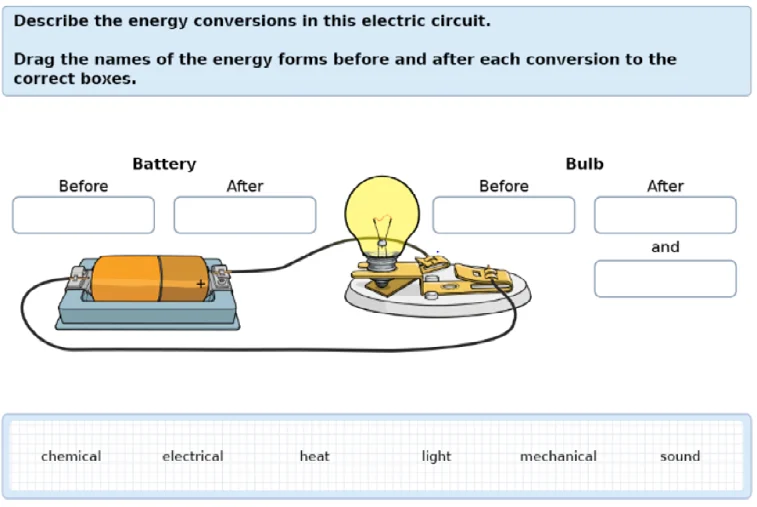 Describe the energy conversions in this electric circuit.
Drag the names of the energy forms before and after each conversion to the
correct boxes.
Battery
Bulb
Before
After
Before
After
and
+
chemical
electrical
heat
light
mechanical
sound